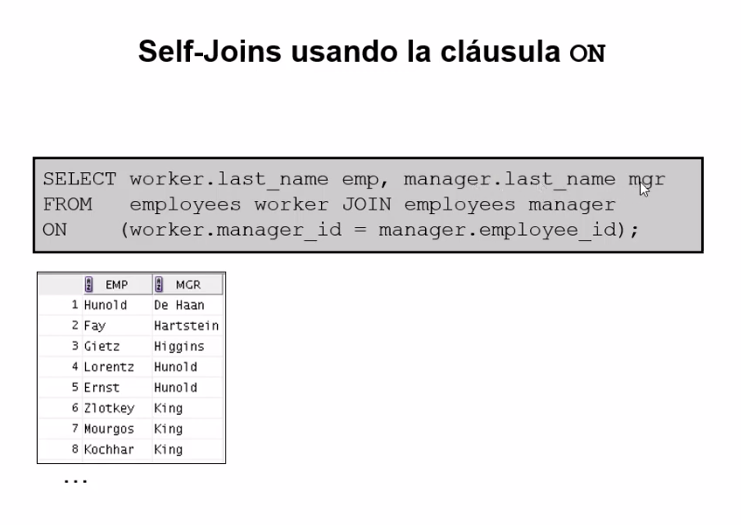 Self-Joins usando la cláusula ON
SELECT worker.last_name emp, manager.last_name mgr
FROM employees worker JOIN employees manager
ON (worker.manager_id = manager.employee_id);
EMP MGR
1 Hunold De Haan
2 Fay Hartstein
3 Gietz Higgins
4 Lorentz Hunold
5 Ernst Hunold
6 Zlotkey King
7 Mourgos King
8 Kochhar King
...